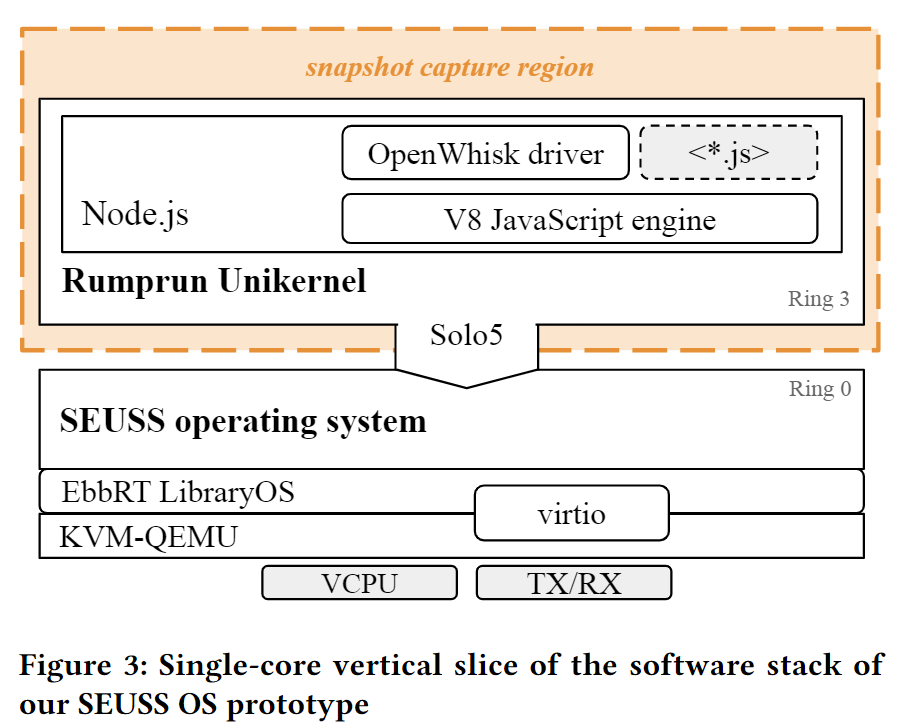 snapshot capture region
OpenWhisk driver
<*.js>
Node.js
V8 JavaScript engine
Rumprun Unikernel
Ring 3
Solo5
Ring 0
SEUSS operating system
EbbRT LibraryOS
virtio
KVM-QEMU
VCPU
TX/RX
Figure 3: Single-core vertical slice of the software stack of
our SEUSS OS prototype